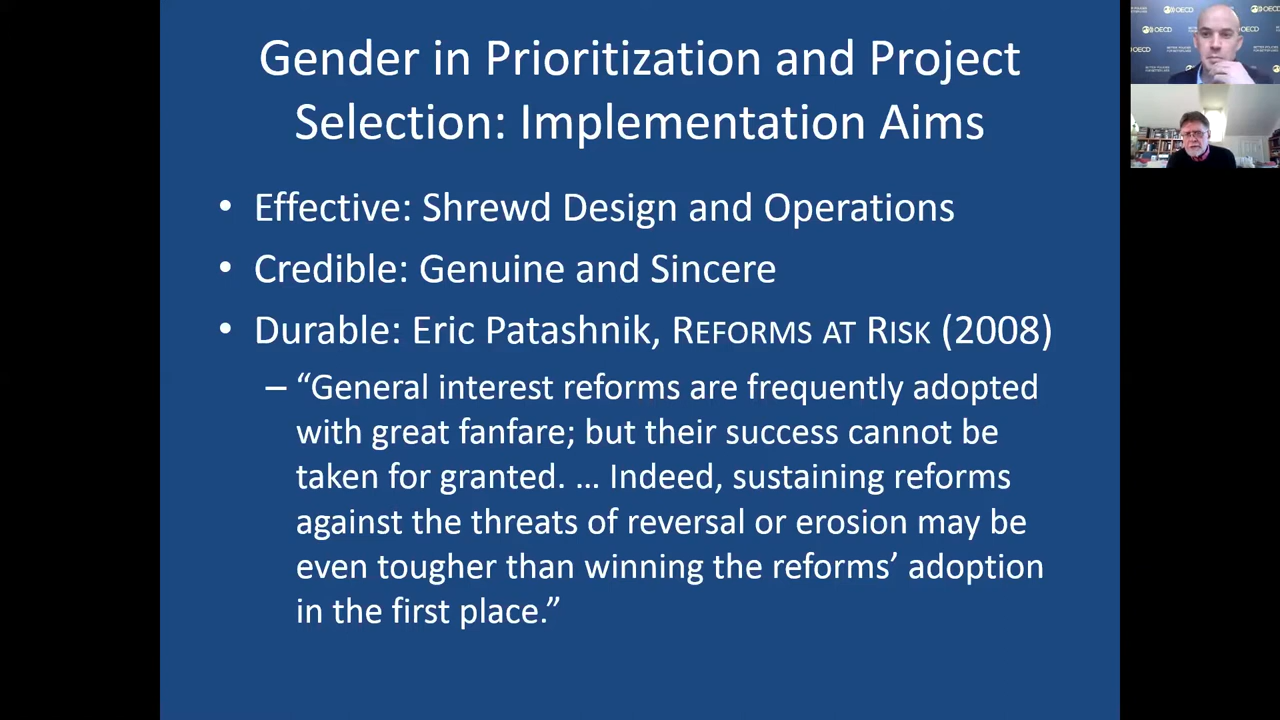 Gender in Prioritization and Project
Selection: Implementation Aims
• Effective: Shrewd Design and Operations
• Credible: Genuine and Sincere
• Durable: Eric Patashnik, REFORMS AT RISK (2008)
– “General interest reforms are frequently adopted
with great fanfare; but their success cannot be
taken for granted. … Indeed, sustaining reforms
against the threats of reversal or erosion may be
even tougher than winning the reforms’ adoption
in the first place.”
OECD
OECD
OECD